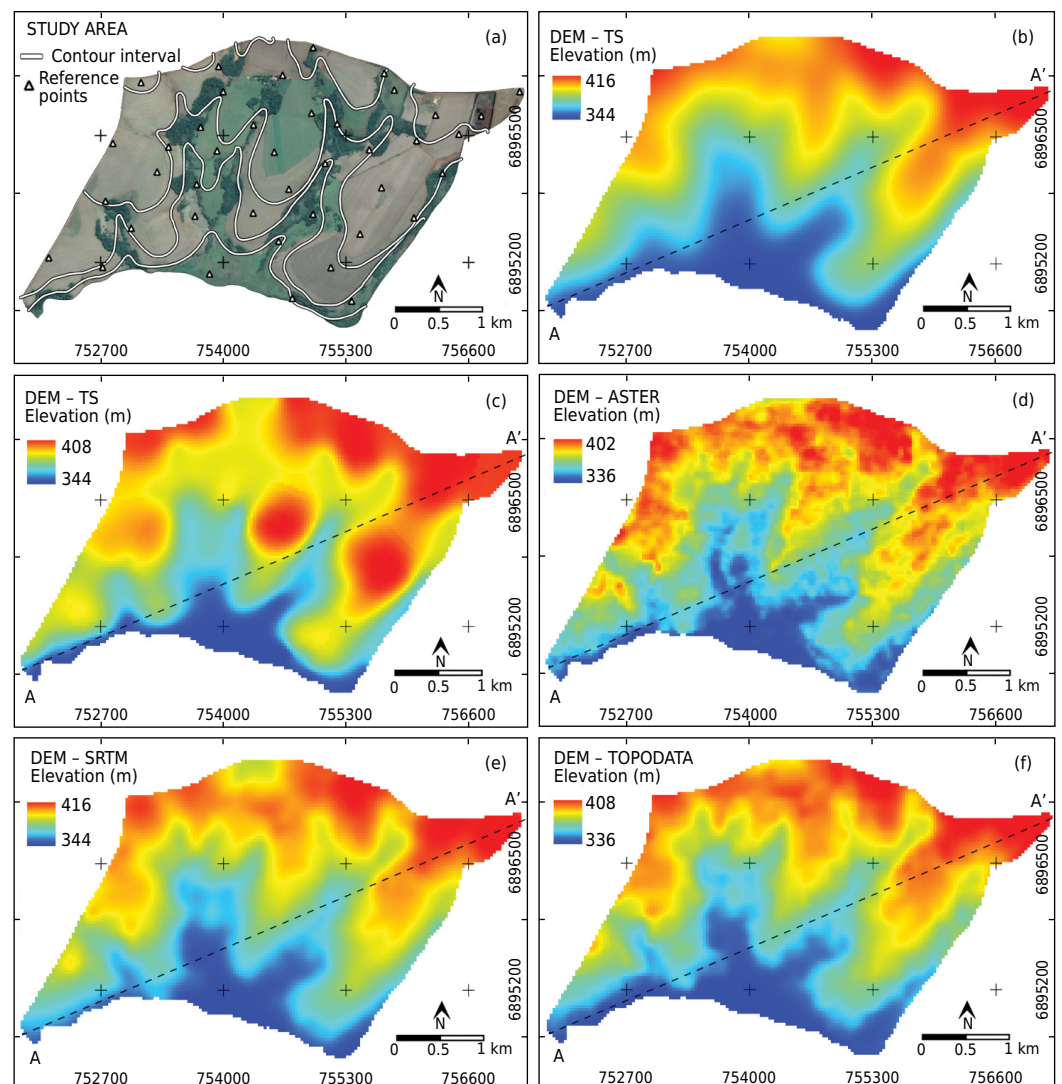 STUDY AREA
(a)
Contour interval
Reference
points
6896500
6895200
N
0 0.5 1 km
752700 754000 755300 756600
DEM – TS
Elevation (m)
(b)
416
344
A'
6896500
6895200
N
0 0.5 1 km
A
752700 754000 755300 756600
DEM – TS
Elevation (m)
(c)
408
344
A'
6896500
6895200
N
0 0.5 1 km
A
752700 754000 755300 756600
DEM – ASTER
Elevation (m)
(d)
402
336
A'
6896500
6895200
N
0 0.5 1 km
A
752700 754000 755300 756600
DEM – SRTM
Elevation (m)
(e)
416
344
A'
6896500
6895200
N
0 0.5 1 km
A
752700 754000 755300 756600
DEM – TOPODATA
Elevation (m)
(f)
408
336
A'
6896500
6895200
N
0 0.5 1 km
A
752700 754000 755300 756600